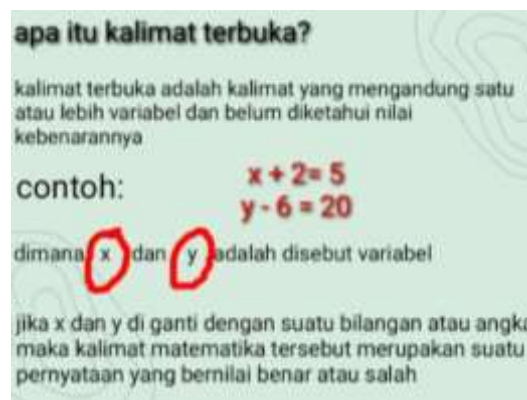 apa itu kalimat terbuka?
kalimat terbuka adalah kalimat yang mengandung satu
atau lebih variabel dan belum diketahui nilai
kebenarannya
contoh:
x + 2= 5
y - 6 = 20
dimana x dan y adalah disebut variabel
jika x dan y di ganti dengan suatu bilangan atau angka
maka kalimat matematika tersebut merupakan suatu
pernyataan yang bernilai benar atau salah